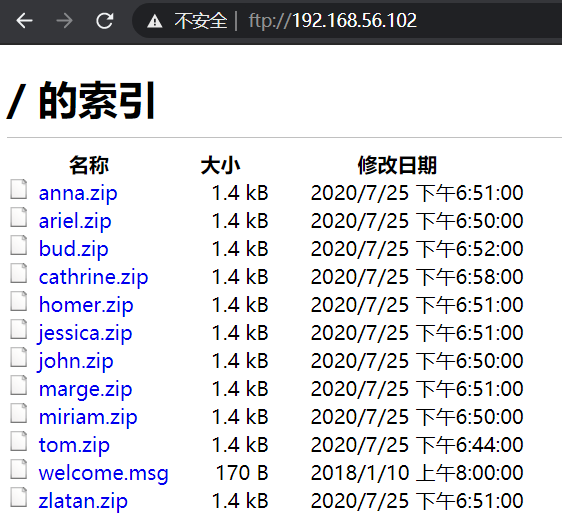 不安全 | ftp://192.168.56.102
/ 的索引
名称 大小 修改日期
anna.zip 1.4 kB 2020/7/25 下午6:51:00
ariel.zip 1.4 kB 2020/7/25 下午6:50:00
bud.zip 1.4 kB 2020/7/25 下午6:52:00
cathrine.zip 1.4 kB 2020/7/25 下午6:58:00
homer.zip 1.4 kB 2020/7/25 下午6:51:00
jessica.zip 1.4 kB 2020/7/25 下午6:51:00
john.zip 1.4 kB 2020/7/25 下午6:50:00
marge.zip 1.4 kB 2020/7/25 下午6:51:00
miriam.zip 1.4 kB 2020/7/25 下午6:50:00
tom.zip 1.4 kB 2020/7/25 下午6:44:00
welcome.msg 170 B 2018/1/10 上午8:00:00
zlatan.zip 1.4 kB 2020/7/25 下午6:51:00